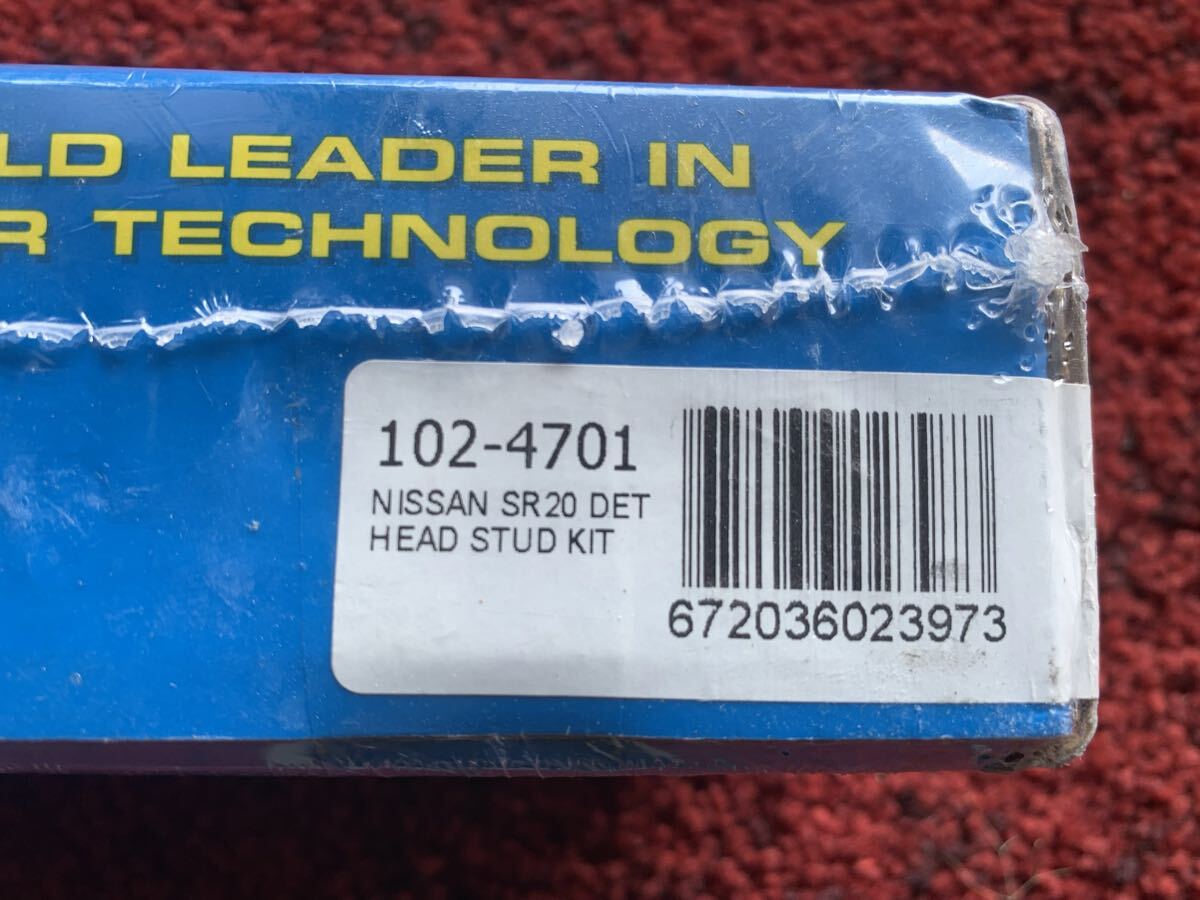 LD LEADER IN
R TECHNOLOGY
102-4701
NISSAN SR20 DET
HEAD STUD KIT
672036023973